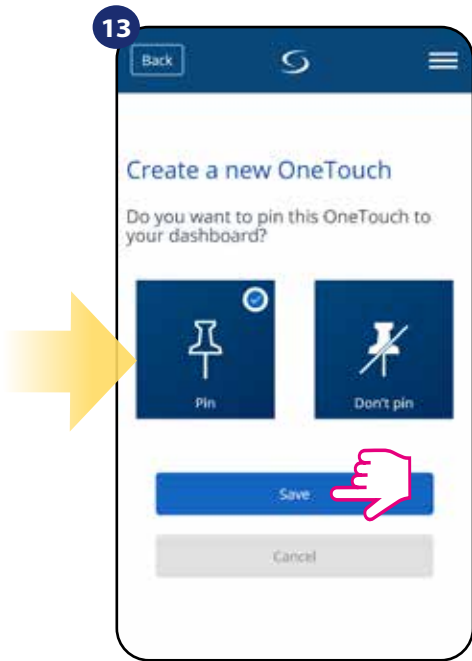 13
Back
Create a new OneTouch
Do you want to pin this OneTouch to
your dashboard?
Pin
Don't pin
Save
Cancel